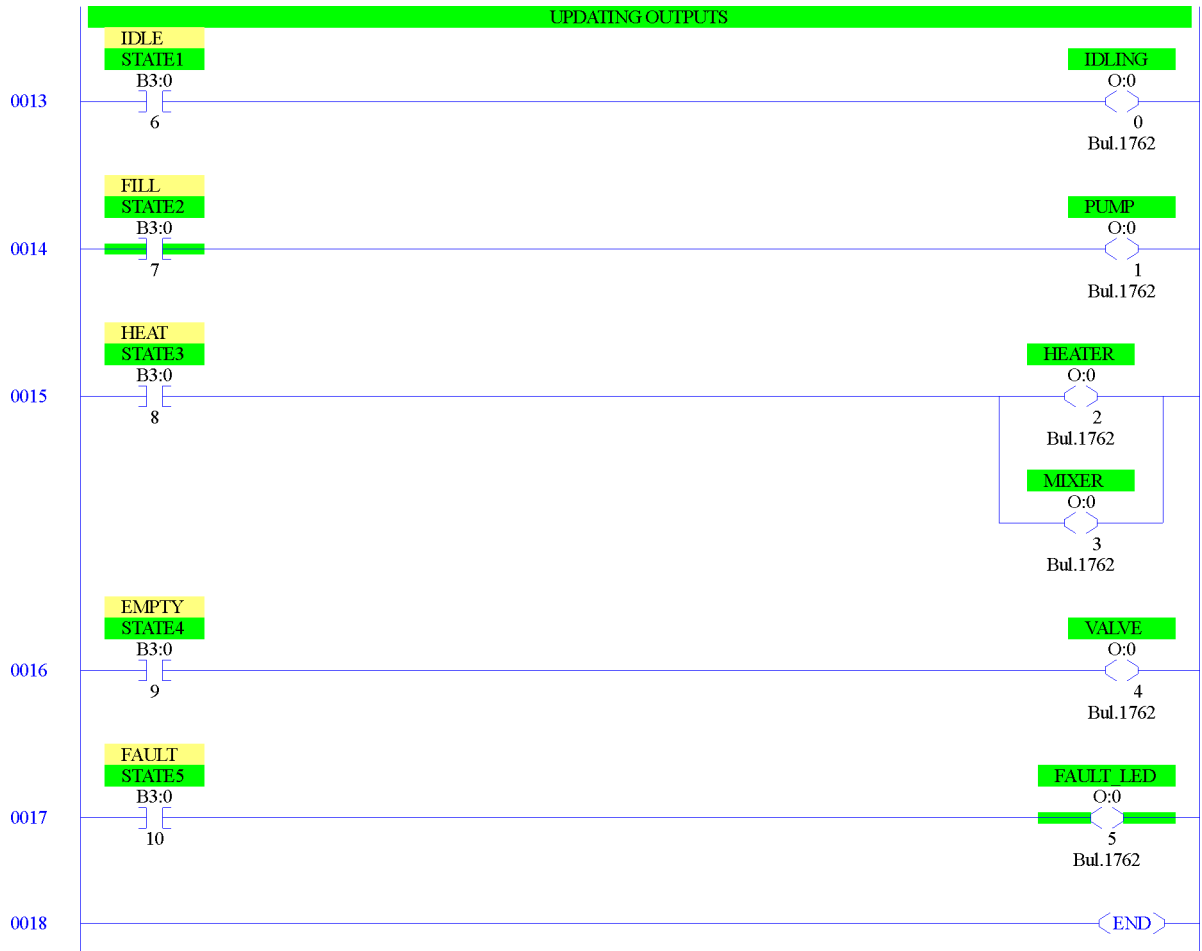 UPDATING OUTPUTS
IDLE
STATE1
B3:0
6
IDLING
O:0
0
Bul.1762
0013
FILL
STATE2
B3:0
7
PUMP
O:0
1
Bul.1762
0014
HEAT
STATE3
B3:0
8
HEATER
O:0
2
Bul.1762
MIXER
O:0
3
Bul.1762
0015
EMPTY
STATE4
B3:0
9
VALVE
O:0
4
Bul.1762
0016
FAULT
STATE5
B3:0
10
FAULT_LED
O:0
5
Bul.1762
0017
0018
END